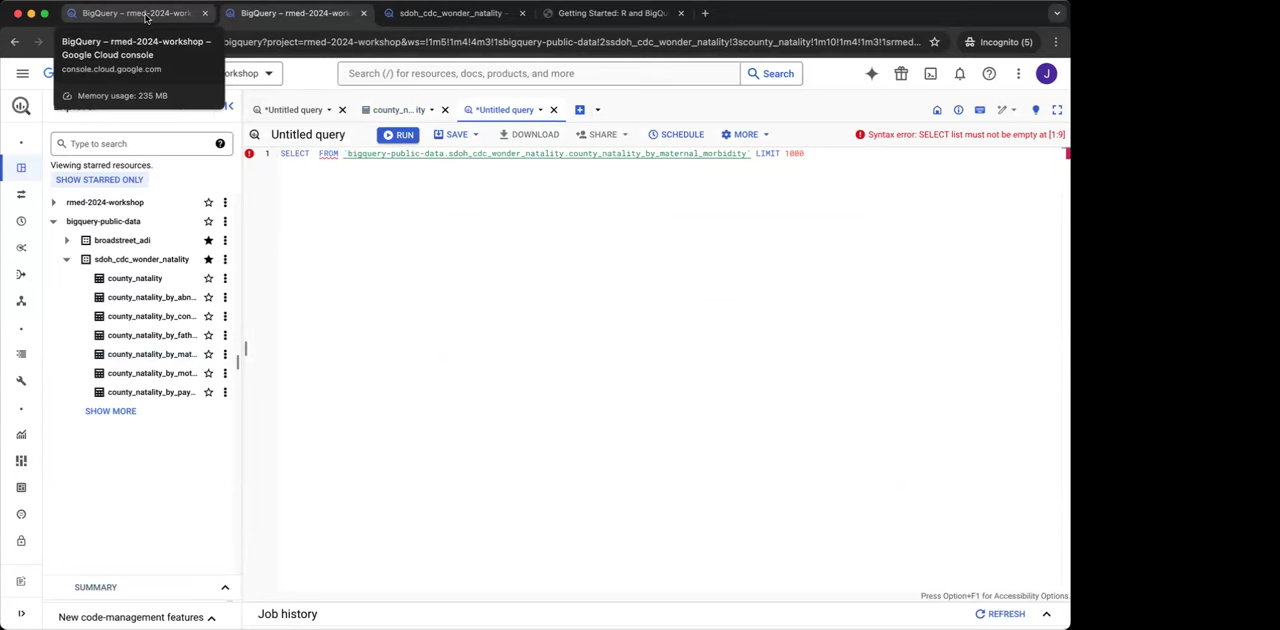 BigQuery – rmed-2024-work
BigQuery – rmed-2024-workshop
sdoh_cdc_wonder_natality –
Getting Started: R and BigQu
bigquery?project=rmed-2024-workshop&ws=!1m5!1m4!4m3!1sbigquery-public-data!2ssdoh_cdc_wonder_natality!3scounty_natality!1m10!1m4!1m3!1srmed...
Incognito (5)
BigQuery – rmed-2024-workshop –
Google Cloud console
console.cloud.google.com
Memory usage: 235 MB
rkshop
Search (/) for resources, docs, products, and more
Search
J
*Untitled query
county_n...ity
*Untitled query
Untitled query
RUN
SAVE
DOWNLOAD
SHARE
SCHEDULE
MORE
Syntax error: SELECT list must not be empty at [1:9]
Type to search
1 SELECT FROM `bigquery-public-data.sdoh_cdc_wonder_natality.county_natality_by_maternal_morbidity` LIMIT 1000
Viewing starred resources.
SHOW STARRED ONLY
rmed-2024-workshop
bigquery-public-data
broadstreet_adi
sdoh_cdc_wonder_natality
county_natality
county_natality_by_abn...
county_natality_by_con...
county_natality_by_fath...
county_natality_by_mat...
county_natality_by_mot...
county_natality_by_pay...
SHOW MORE
SUMMARY
Press Option+F1 for Accessibility Options.
New code-management features
Job history
REFRESH